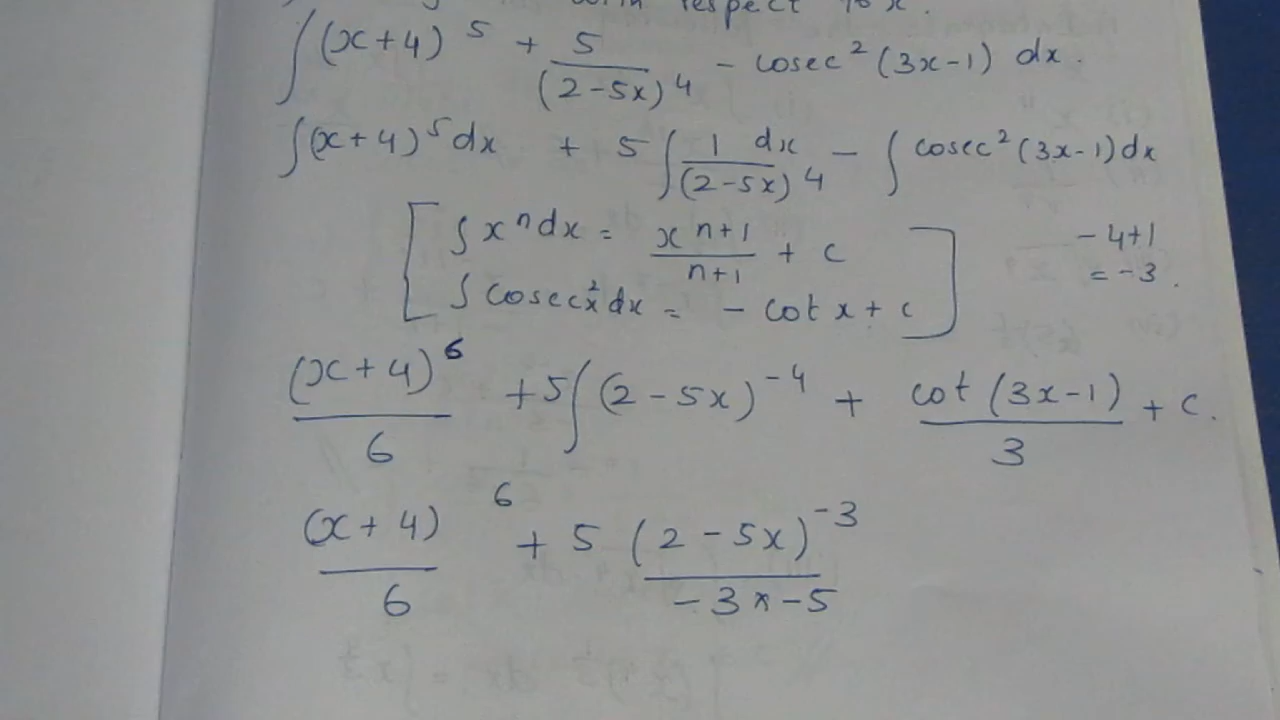 respect to x.
∫(x+4)^5 + 5/(2-5x)^4 - cosec^2(3x-1) dx.
∫(x+4)^5 dx + 5∫1/(2-5x)^4 dx - ∫cosec^2(3x-1)dx
[∫x^n dx = x^(n+1)/(n+1) + c
∫cosec^2x dx = - cot x + c]
-4+1
= -3.
(x+4)^6/6 + 5∫(2-5x)^-4 + cot(3x-1)/3 + c.
(x+4)^6/6 + 5 (2-5x)^-3/(-3×-5)